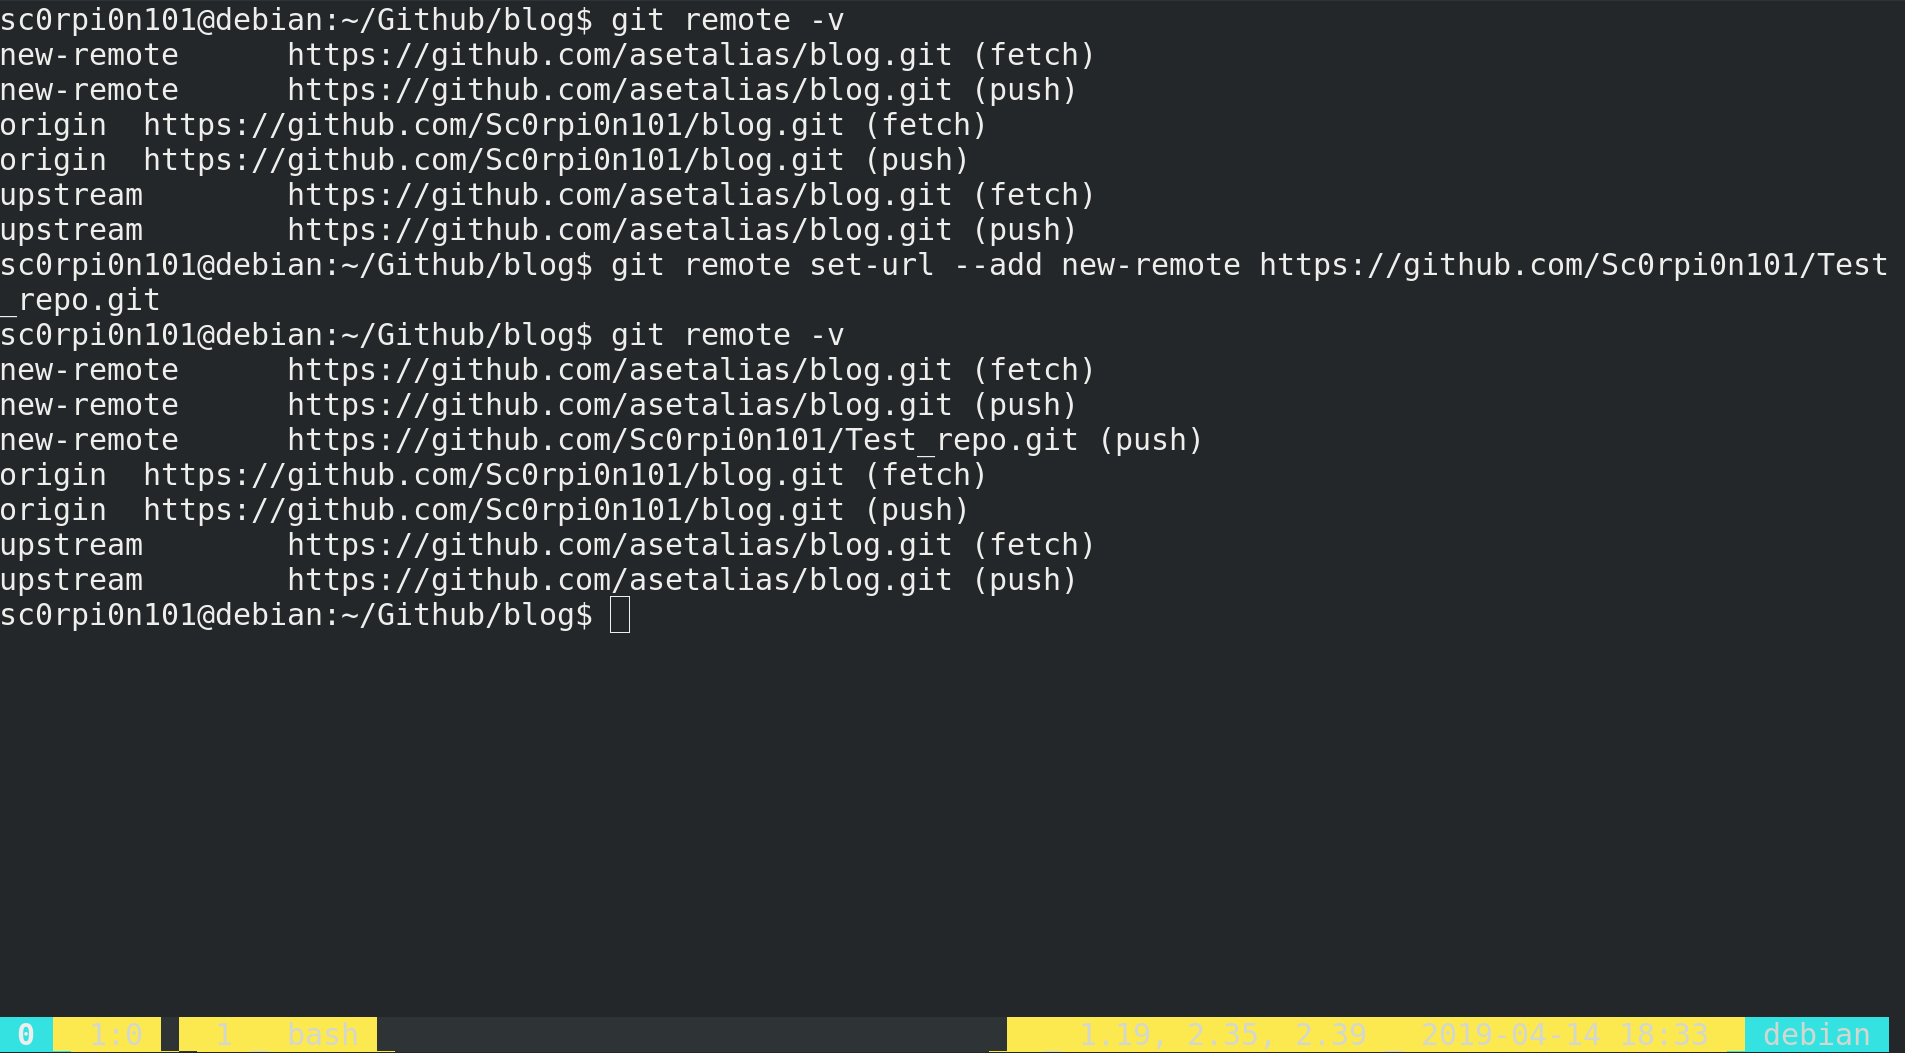 sc0rpi0n101@debian:~/Github/blog$ git remote -v
new-remote      https://github.com/asetalias/blog.git (fetch)
new-remote      https://github.com/asetalias/blog.git (push)
origin  https://github.com/Sc0rpi0n101/blog.git (fetch)
origin  https://github.com/Sc0rpi0n101/blog.git (push)
upstream        https://github.com/asetalias/blog.git (fetch)
upstream        https://github.com/asetalias/blog.git (push)
sc0rpi0n101@debian:~/Github/blog$ git remote set-url --add new-remote https://github.com/Sc0rpi0n101/Test
_repo.git
sc0rpi0n101@debian:~/Github/blog$ git remote -v
new-remote      https://github.com/asetalias/blog.git (fetch)
new-remote      https://github.com/asetalias/blog.git (push)
new-remote      https://github.com/Sc0rpi0n101/Test_repo.git (push)
origin  https://github.com/Sc0rpi0n101/blog.git (fetch)
origin  https://github.com/Sc0rpi0n101/blog.git (push)
upstream        https://github.com/asetalias/blog.git (fetch)
upstream        https://github.com/asetalias/blog.git (push)
sc0rpi0n101@debian:~/Github/blog$
0 1:0 1 bash 1.19, 2.35, 2.39 2019-04-14 18:33 debian